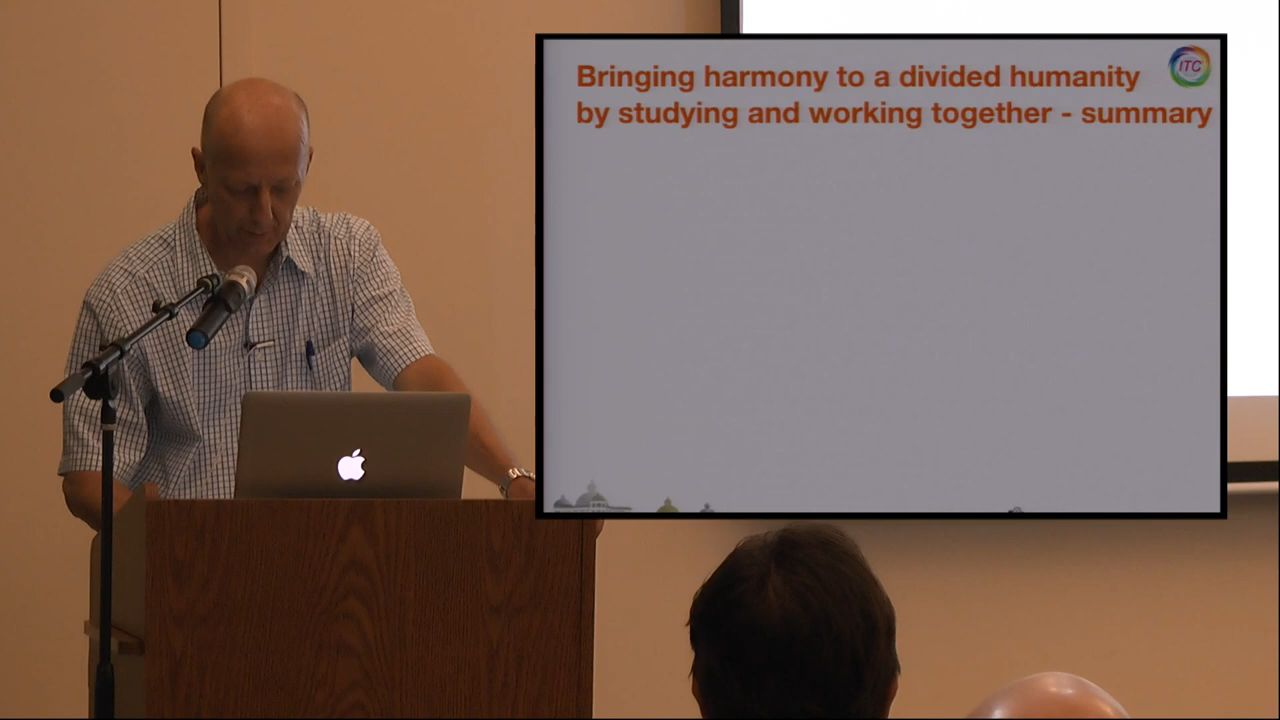 Bringing harmony to a divided humanity
by studying and working together - summary
ITC